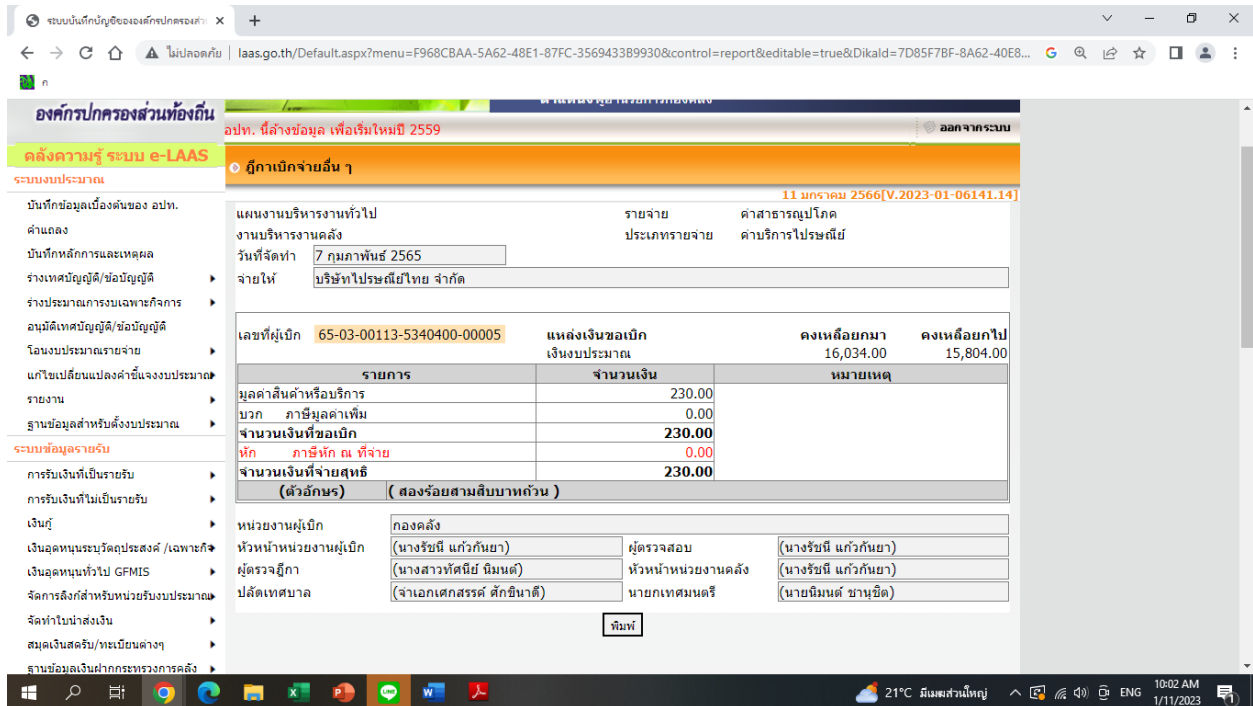 ระบบบันทึกบัญชีขององค์กรปกครองส่ว
ไม่ปลอดภัย | laas.go.th/Default.aspx?menu=F968CBAA-5A62-48E1-87FC-3569433B9930&control=report&editable=true&DikaId=7D85F7BF-8A62-40E8...
ก
องค์กรปกครองส่วนท้องถิ่น
ตำแหน่ง ผู้อำนวยการกองคลัง
อปท. นี้ล้างข้อมูล เพื่อเริ่มใหม่ปี 2559
ออกจากระบบ
คลังความรู้ ระบบ e-LAAS
ฎีกาเบิกจ่ายอื่น ๆ
11 มกราคม 2566[V.2023-01-06141.14]
ระบบงบประมาณ
บันทึกข้อมูลเบื้องต้นของ อปท.
คำแถลง
บันทึกหลักการและเหตุผล
ร่างเทศบัญญัติ/ข้อบัญญัติ
ร่างประมาณการงบเฉพาะกิจการ
อนุมัติเทศบัญญัติ/ข้อบัญญัติ
โอนงบประมาณรายจ่าย
แก้ไขเปลี่ยนแปลงคำชี้แจงงบประมาณ
รายงาน
ฐานข้อมูลสำหรับตั้งงบประมาณ
ระบบข้อมูลรายรับ
การรับเงินที่เป็นรายรับ
การรับเงินที่ไม่เป็นรายรับ
เงินกู้
เงินอุดหนุนระบุวัตถุประสงค์ /เฉพาะกิจ
เงินอุดหนุนทั่วไป GFMIS
จัดการลิงก์สำหรับหน่วยรับงบประมาณ
จัดทำใบนำส่งเงิน
สมุดเงินสดรับ/ทะเบียนต่างๆ
ฐานข้อมูลเงินฝากกระทรวงการคลัง
แผนงานบริหารงานทั่วไป รายจ่าย ค่าสาธารณูปโภค
งานบริหารงานคลัง ประเภทรายจ่าย ค่าบริการไปรษณีย์
วันที่จัดทำ 7 กุมภาพันธ์ 2565
จ่ายให้ บริษัทไปรษณีย์ไทย จำกัด
เลขที่ผู้เบิก 65-03-00113-5340400-00005 แหล่งเงินขอเบิก คงเหลือยกมา คงเหลือยกไป
เงินงบประมาณ 16,034.00 15,804.00
รายการ จำนวนเงิน หมายเหตุ
มูลค่าสินค้าหรือบริการ 230.00
บวก ภาษีมูลค่าเพิ่ม 0.00
จำนวนเงินที่ขอเบิก 230.00
หัก ภาษีหัก ณ ที่จ่าย 0.00
จำนวนเงินที่จ่ายสุทธิ 230.00
(ตัวอักษร) ( สองร้อยสามสิบบาทถ้วน )
หน่วยงานผู้เบิก กองคลัง
หัวหน้าหน่วยงานผู้เบิก (นางรัชนี แก้วกันยา) ผู้ตรวจสอบ (นางรัชนี แก้วกันยา)
ผู้ตรวจฎีกา (นางสาวทัศนีย์ นิมนต์) หัวหน้าหน่วยงานคลัง (นางรัชนี แก้วกันยา)
ปลัดเทศบาล (จ่าเอกเศกสรรค์ ศักขินาดี) นายกเทศมนตรี (นายนิมนต์ ชานุชิต)
พิมพ์
21°C มีเมฆส่วนใหญ่ ENG 10:02 AM
1/11/2023